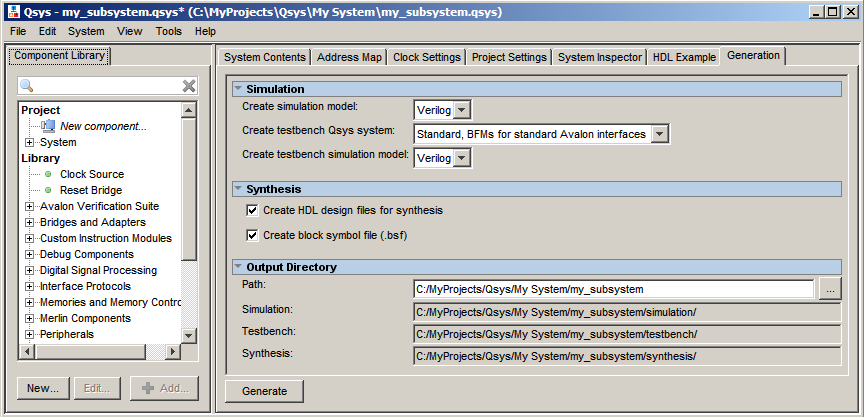 Qsys - my_subsystem.qsys* (C:\MyProjects\Qsys\My System\my_subsystem.qsys)
File Edit System View Tools Help
Component Library
Project
New component...
System
Library
Clock Source
Reset Bridge
Avalon Verification Suite
Bridges and Adapters
Custom Instruction Modules
Debug Components
Digital Signal Processing
Interface Protocols
Memories and Memory Contro
Merlin Components
Peripherals
New... Edit... Add...
System Contents Address Map Clock Settings Project Settings System Inspector HDL Example Generation
Simulation
Create simulation model: Verilog
Create testbench Qsys system: Standard, BFMs for standard Avalon interfaces
Create testbench simulation model: Verilog
Synthesis
Create HDL design files for synthesis
Create block symbol file (.bsf)
Output Directory
Path: C:/MyProjects/Qsys/My System/my_subsystem ...
Simulation: C:/MyProjects/Qsys/My System/my_subsystem/simulation/
Testbench: C:/MyProjects/Qsys/My System/my_subsystem/testbench/
Synthesis: C:/MyProjects/Qsys/My System/my_subsystem/synthesis/
Generate